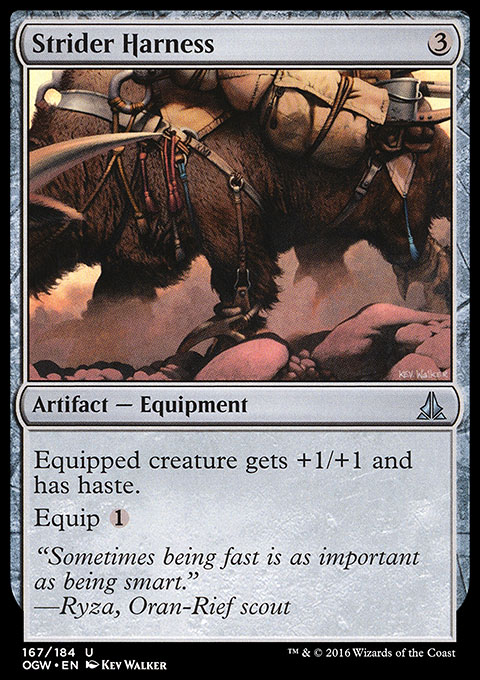 Strider Harness 3
KEV WALKER
Artifact — Equipment
Equipped creature gets +1/+1 and
has haste.
Equip 1
“Sometimes being fast is as important
as being smart.”
—Ryza, Oran-Rief scout
167/184 U
OGW • EN Kev Walker
™ & © 2016 Wizards of the Coast